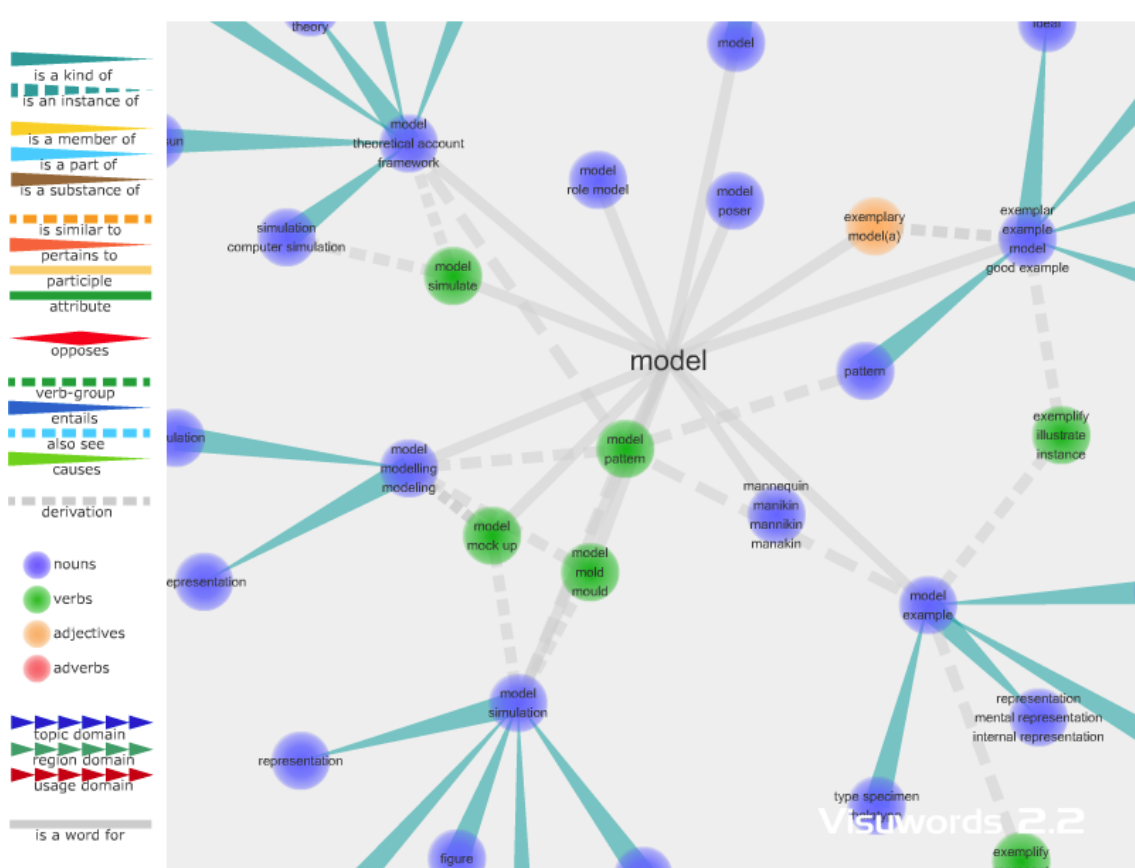 is a kind of
is an instance of
is a member of
is a part of
is a substance of
is similar to
pertains to
participle
attribute
opposes
verb-group
entails
also see
causes
derivation
nouns
verbs
adjectives
adverbs
topic domain
region domain
usage domain
is a word for
theory
model
ideal
model
theoretical account
framework
model
role model
model
poser
exemplary
model(a)
exemplar
example
model
good example
simulation
computer simulation
model
simulate
model
pattern
model
pattern
exemplify
illustrate
instance
model
modelling
modeling
mannequin
manikin
mannikin
manakin
model
mock up
model
mold
mould
epresentation
model
example
model
simulation
representation
mental representation
internal representation
representation
type specimen
Visuwords 2.2
figure
exemplify